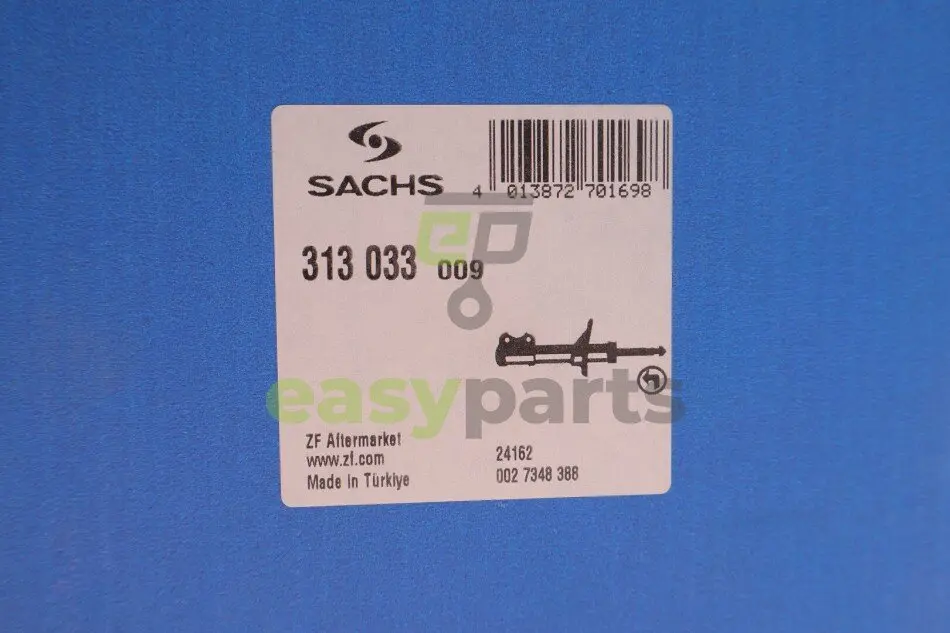 SACHS
4 013872 701698
313 033 009
ep
easyparts
ZF Aftermarket
www.zf.com
Made in Türkiye
24162
002 7348 388